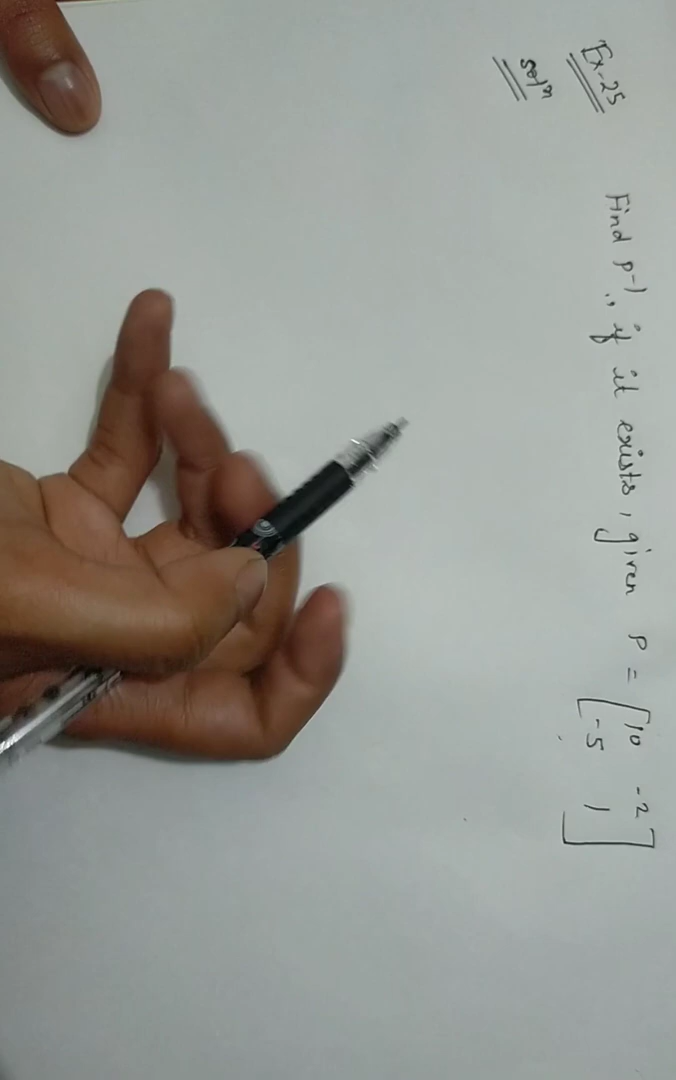 Ex-25 Find P-1, if it exists, given P = [10 -2
-5 1]
Soln